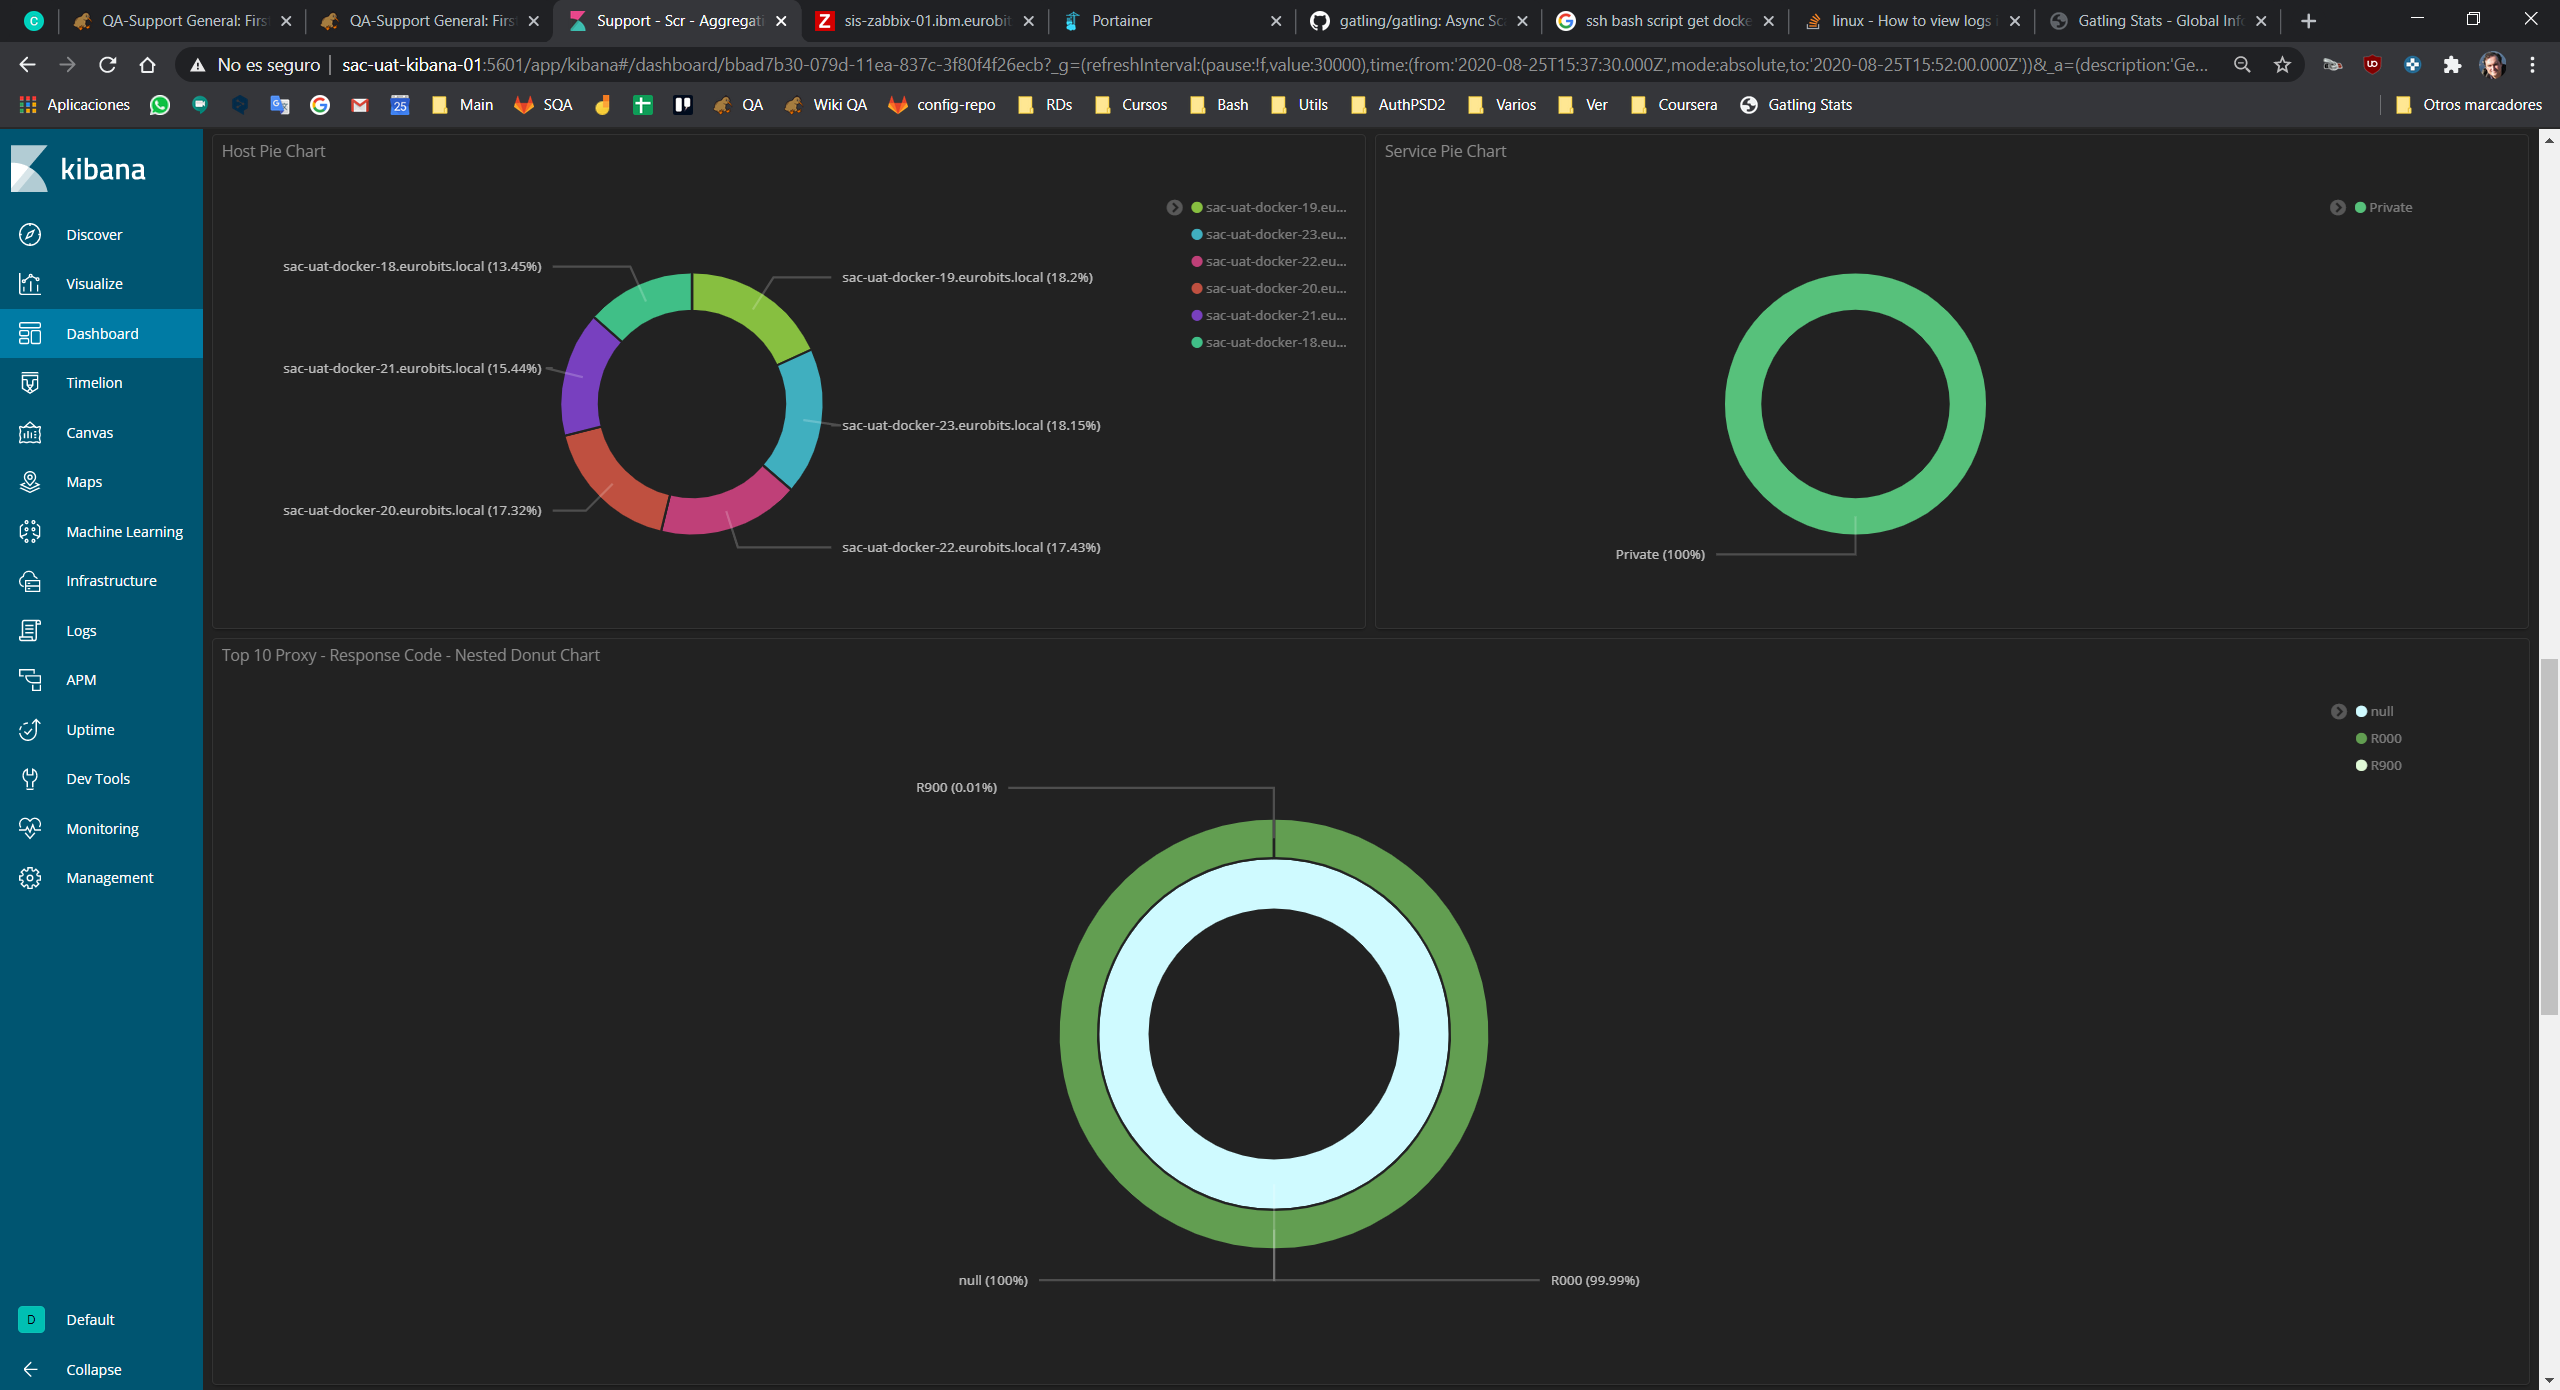 C
QA-Support General: Firs
QA-Support General: Firs
Support - Scr - Aggregati
Z
sis-zabbix-01.ibm.eurobit
Portainer
gatling/gatling: Async Sc
ssh bash script get docke
linux - How to view logs i
Gatling Stats - Global Inf
No es seguro
sac-uat-kibana-01:5601/app/kibana#/dashboard/bbad7b30-079d-11ea-837c-3f80f4f26ecb?_g=(refreshInterval:(pause:!f,value:30000),time:(from:'2020-08-25T15:37:30.000Z',mode:absolute,to:'2020-08-25T15:52:00.000Z'))&_a=(description:'Ge...
Aplicaciones
25
Main
SQA
QA
Wiki QA
config-repo
RDs
Cursos
Bash
Utils
AuthPSD2
Varios
Ver
Coursera
Gatling Stats
Otros marcadores
kibana
Discover
Visualize
Dashboard
Timelion
Canvas
Maps
Machine Learning
Infrastructure
Logs
APM
Uptime
Dev Tools
Monitoring
Management
D
Default
Collapse
Host Pie Chart
sac-uat-docker-18.eurobits.local (13.45%)
sac-uat-docker-19.eurobits.local (18.2%)
sac-uat-docker-21.eurobits.local (15.44%)
sac-uat-docker-23.eurobits.local (18.15%)
sac-uat-docker-20.eurobits.local (17.32%)
sac-uat-docker-22.eurobits.local (17.43%)
sac-uat-docker-19.eu...
sac-uat-docker-23.eu...
sac-uat-docker-22.eu...
sac-uat-docker-20.eu...
sac-uat-docker-21.eu...
sac-uat-docker-18.eu...
Service Pie Chart
Private
Private (100%)
Top 10 Proxy - Response Code - Nested Donut Chart
null
R000
R900
R900 (0.01%)
null (100%)
R000 (99.99%)